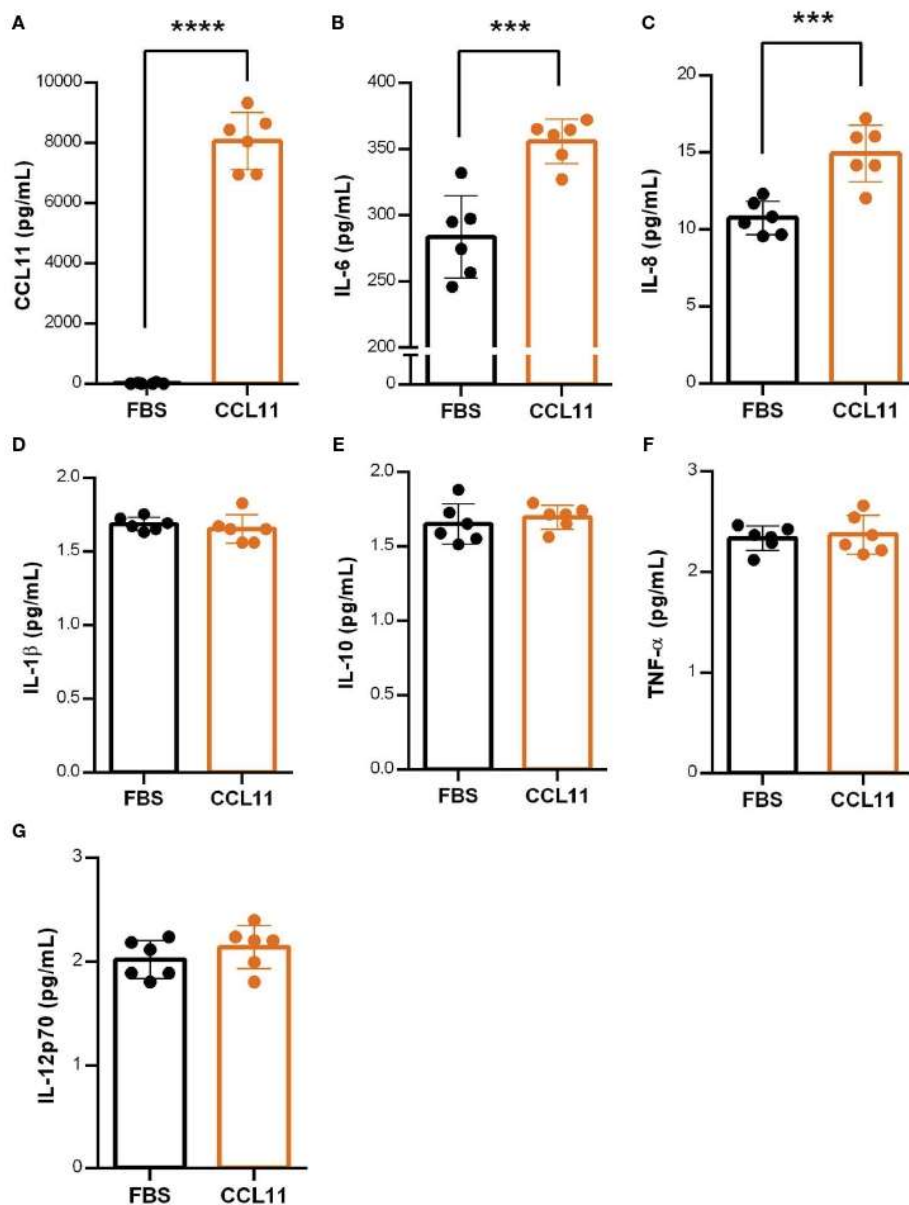 A
****
CCL11 (pg/mL)
10000
8000
6000
4000
2000
0
FBS CCL11
B
***
IL-6 (pg/mL)
400
350
300
250
200
0
FBS CCL11
C
***
IL-8 (pg/mL)
20
15
10
5
0
FBS CCL11
D
IL-1β (pg/mL)
2.0
1.5
1.0
0.5
0.0
FBS CCL11
E
IL-10 (pg/mL)
2.0
1.5
1.0
0.5
0.0
FBS CCL11
F
TNF-α (pg/mL)
3
2
1
0
FBS CCL11
G
IL-12p70 (pg/mL)
3
2
1
0
FBS CCL11